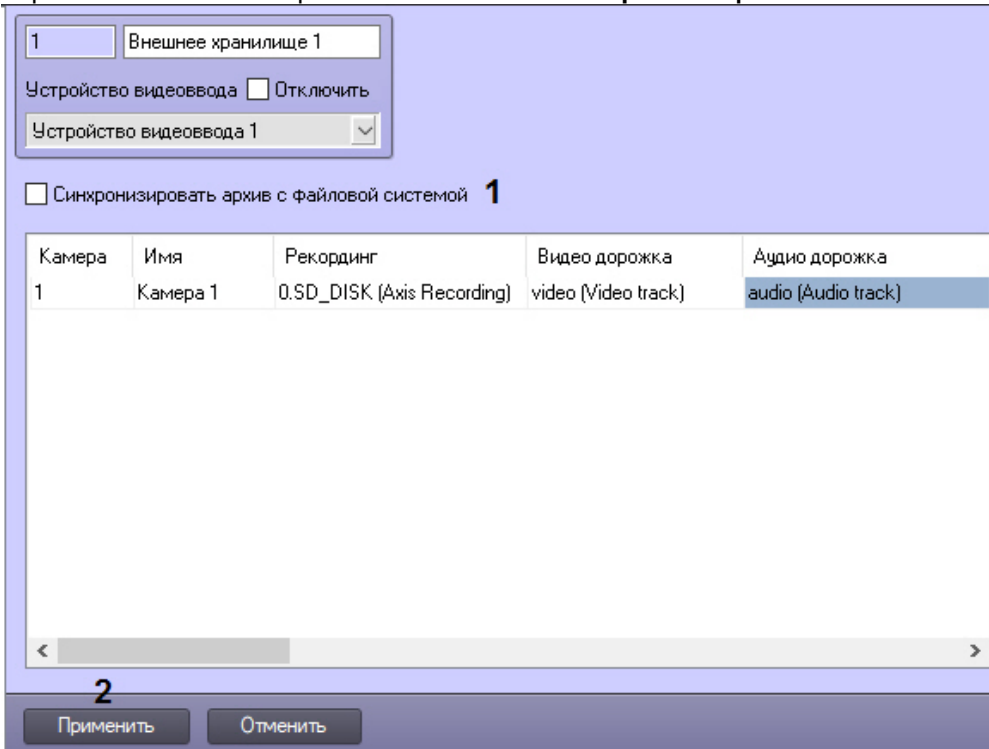 1 Внешнее хранилище 1
Устройство видеоввода Отключить
Устройство видеоввода 1
Синхронизировать архив с файловой системой 1
Камера Имя Рекординг Видео дорожка Аудио дорожка
1 Камера 1 0.SD_DISK (Axis Recording) video (Video track) audio (Audio track)
2
Применить Отменить